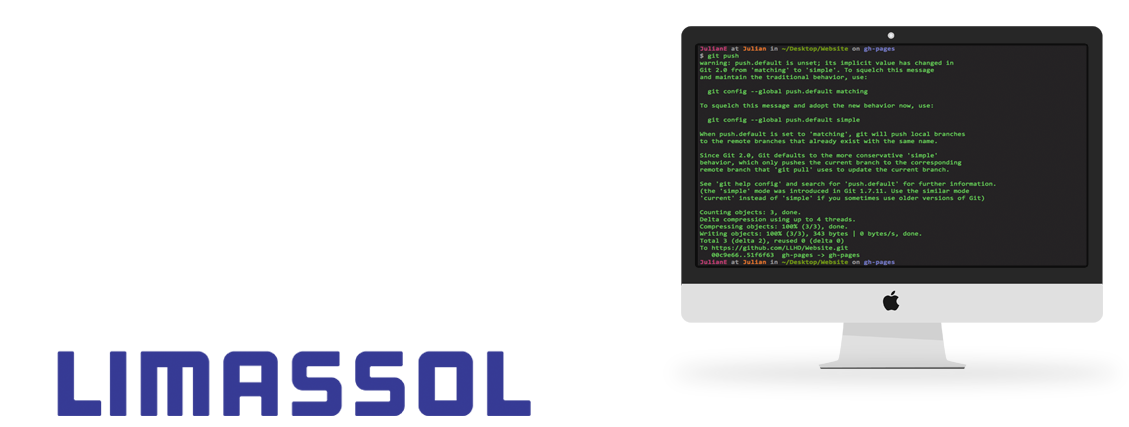 JulianE at Julian in ~/Desktop/Website on gh-pages
$ git push
warning: push.default is unset; its implicit value has changed in
Git 2.0 from 'matching' to 'simple'. To squelch this message
and maintain the traditional behavior, use:
git config --global push.default matching
To squelch this message and adopt the new behavior now, use:
git config --global push.default simple
When push.default is set to 'matching', git will push local branches
to the remote branches that already exist with the same name.
Since Git 2.0, Git defaults to the more conservative 'simple'
behavior, which only pushes the current branch to the corresponding
remote branch that 'git pull' uses to update the current branch.
See 'git help config' and search for 'push.default' for further information.
(the 'simple' mode was introduced in Git 1.7.11. Use the similar mode
'current' instead of 'simple' if you sometimes use older versions of Git)
Counting objects: 3, done.
Delta compression using up to 4 threads.
Compressing objects: 100% (3/3), done.
Writing objects: 100% (3/3), 343 bytes | 0 bytes/s, done.
Total 3 (delta 2), reused 0 (delta 0)
To https://github.com/LLHD/Website.git
00c9e66..51f6f63 gh-pages -> gh-pages
JulianE at Julian in ~/Desktop/Website on gh-pages
LIMASSOL